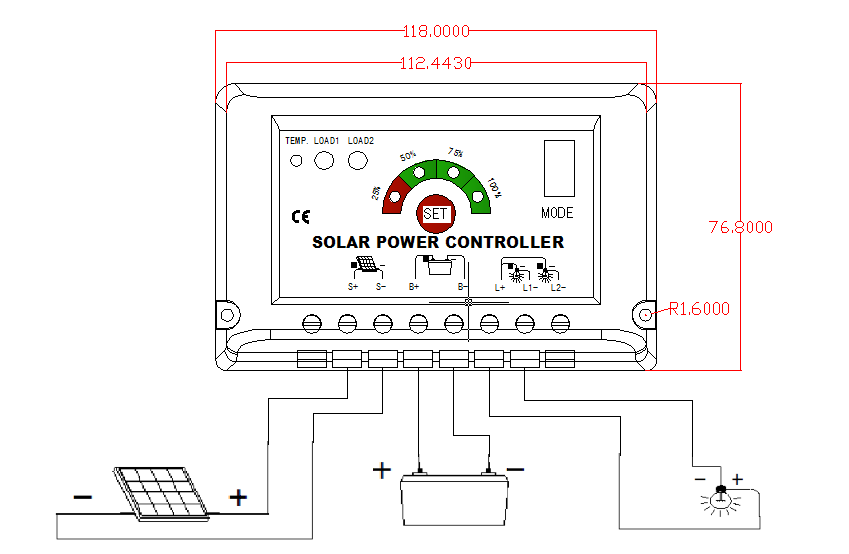 118.0000
112.4430
TEMP. LOAD1 LOAD2
25% 50% 75% 100%
SET
MODE
CE
SOLAR POWER CONTROLLER
- -  -
S+ S- B+ B- L+ L1- L2-
76.8000
R1.6000
+ -
- +
- +